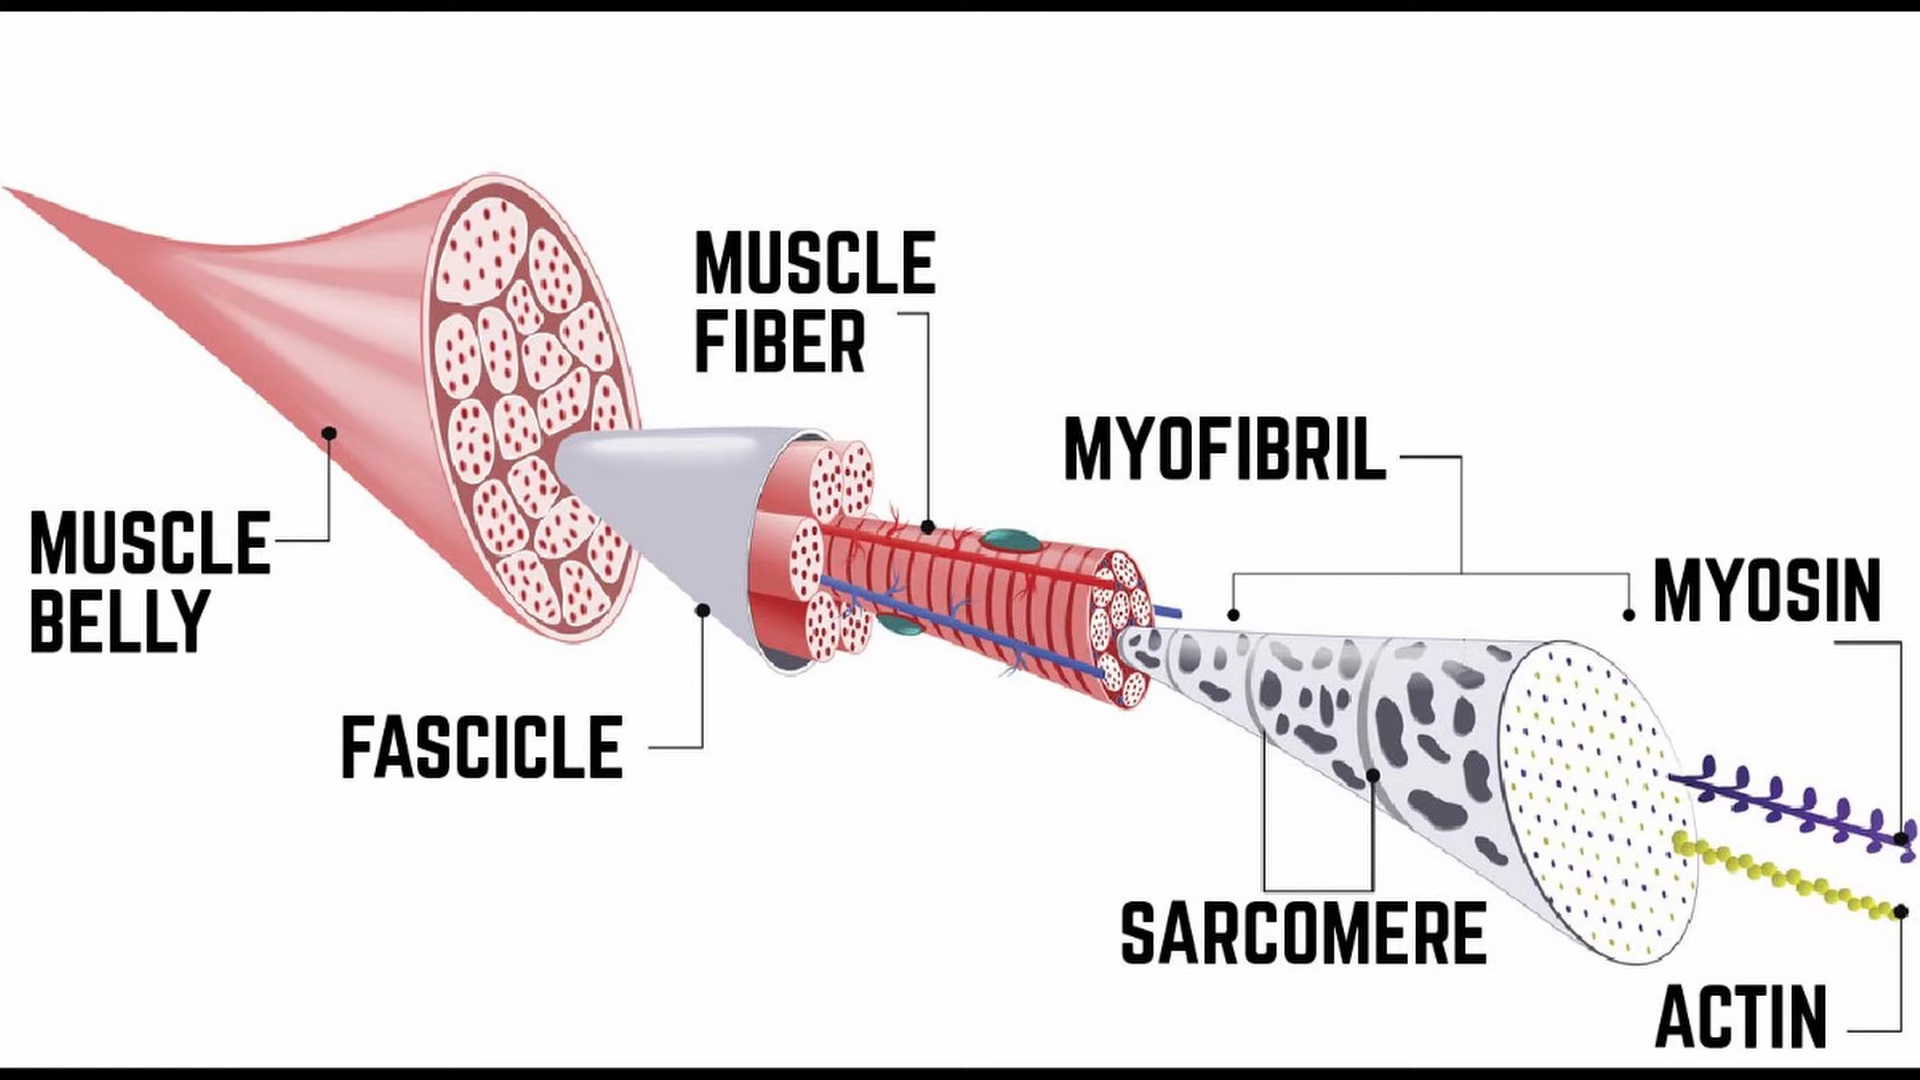 MUSCLE
FIBER
MYOFIBRIL
MUSCLE
BELLY
MYOSIN
FASCICLE
SARCOMERE
ACTIN